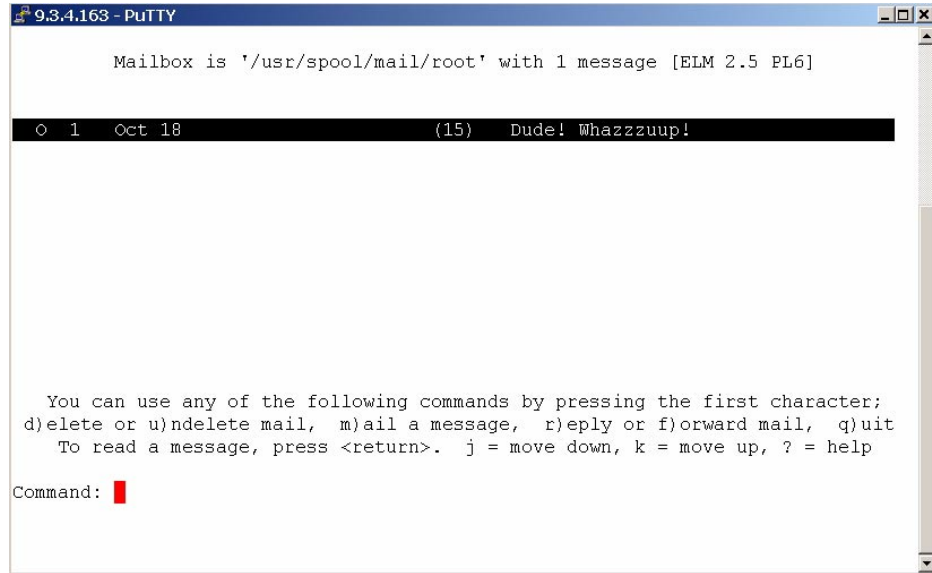 9.3.4.163 - PuTTY
Mailbox is '/usr/spool/mail/root' with 1 message [ELM 2.5 PL6]
O 1 Oct 18 (15) Dude! Whazzzuup!
You can use any of the following commands by pressing the first character;
d)elete or u)ndelete mail, m)ail a message, r)eply or f)orward mail, q)uit
To read a message, press <return>. j = move down, k = move up, ? = help
Command: